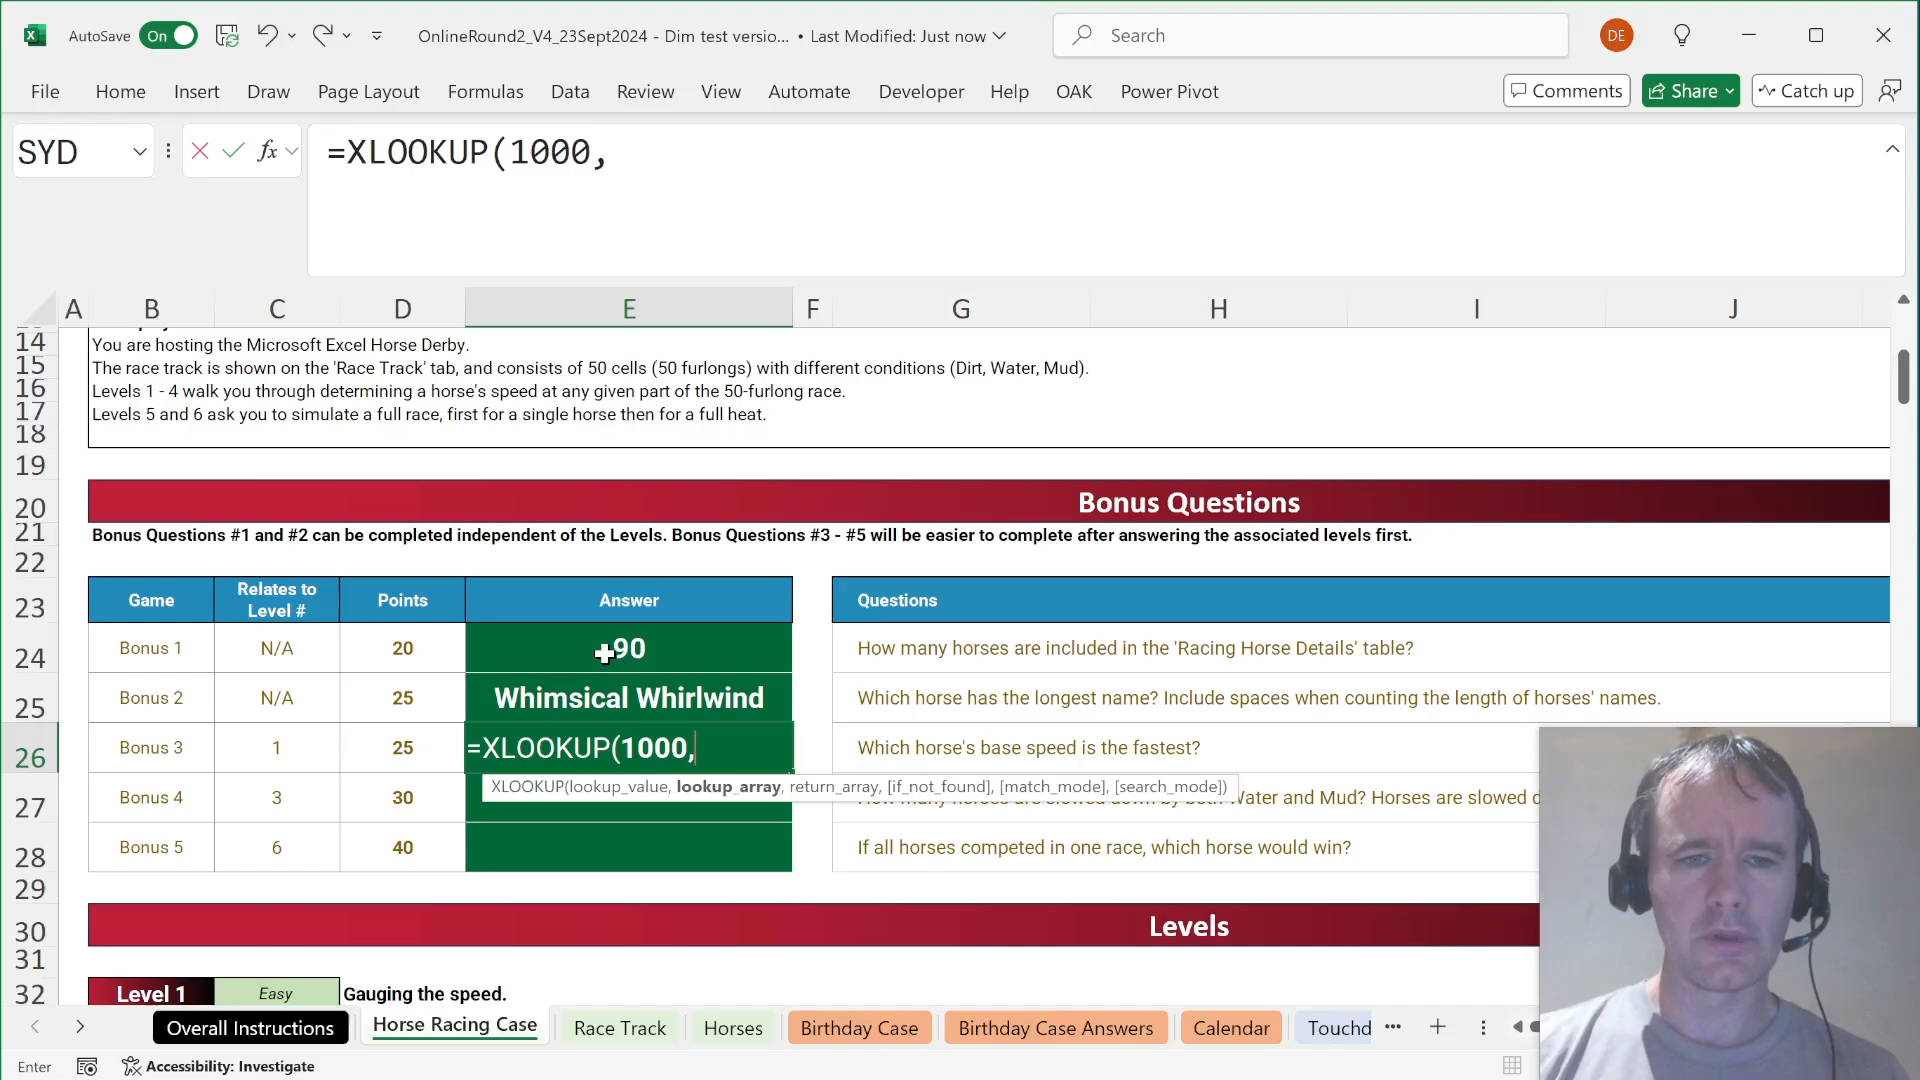 AutoSave On OnlineRound2_V4_23Sept2024 - Dim test versio... • Last Modified: Just now Search DE
File Home Insert Draw Page Layout Formulas Data Review View Automate Developer Help OAK Power Pivot Comments Share Catch up
SYD fx =XLOOKUP(1000,
A B C D E F G H I J
14 You are hosting the Microsoft Excel Horse Derby.
15 The race track is shown on the 'Race Track' tab, and consists of 50 cells (50 furlongs) with different conditions (Dirt, Water, Mud).
16 Levels 1 - 4 walk you through determining a horse's speed at any given part of the 50-furlong race.
17 Levels 5 and 6 ask you to simulate a full race, first for a single horse then for a full heat.
18
19
20 Bonus Questions
21 Bonus Questions #1 and #2 can be completed independent of the Levels. Bonus Questions #3 - #5 will be easier to complete after answering the associated levels first.
22
23 Game Relates to Level # Points Answer Questions
24 Bonus 1 N/A 20 90 How many horses are included in the 'Racing Horse Details' table?
25 Bonus 2 N/A 25 Whimsical Whirlwind Which horse has the longest name? Include spaces when counting the length of horses' names.
26 Bonus 3 1 25 =XLOOKUP(1000, Which horse's base speed is the fastest?
XLOOKUP(lookup_value, lookup_array, return_array, [if_not_found], [match_mode], [search_mode])
27 Bonus 4 3 30 How many horses are slowed down by both Water and Mud? Horses are slowed d
28 Bonus 5 6 40 If all horses competed in one race, which horse would win?
29
30 Levels
31
32 Level 1 Easy Gauging the speed.
Overall Instructions Horse Racing Case Race Track Horses Birthday Case Birthday Case Answers Calendar Touchd ...
Enter Accessibility: Investigate